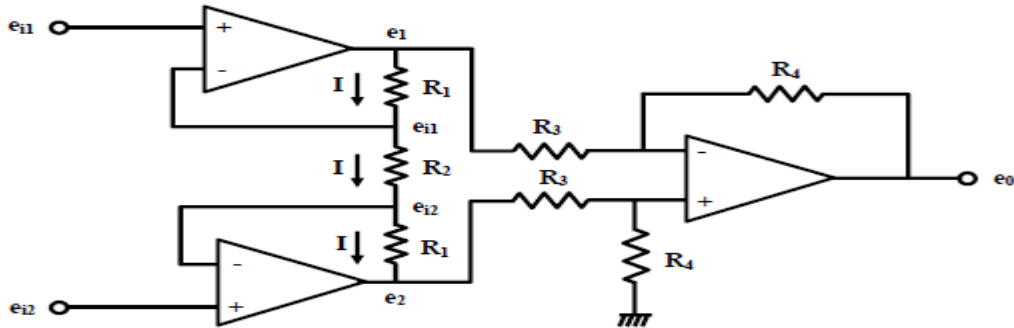 e₁
R₄
eᵢ₁
+
-
I
R₁
R₃
eᵢ₁
-
I
R₂
R₃
+
e₀
eᵢ₂
I
R₁
R₄
-
e₂
eᵢ₂
+